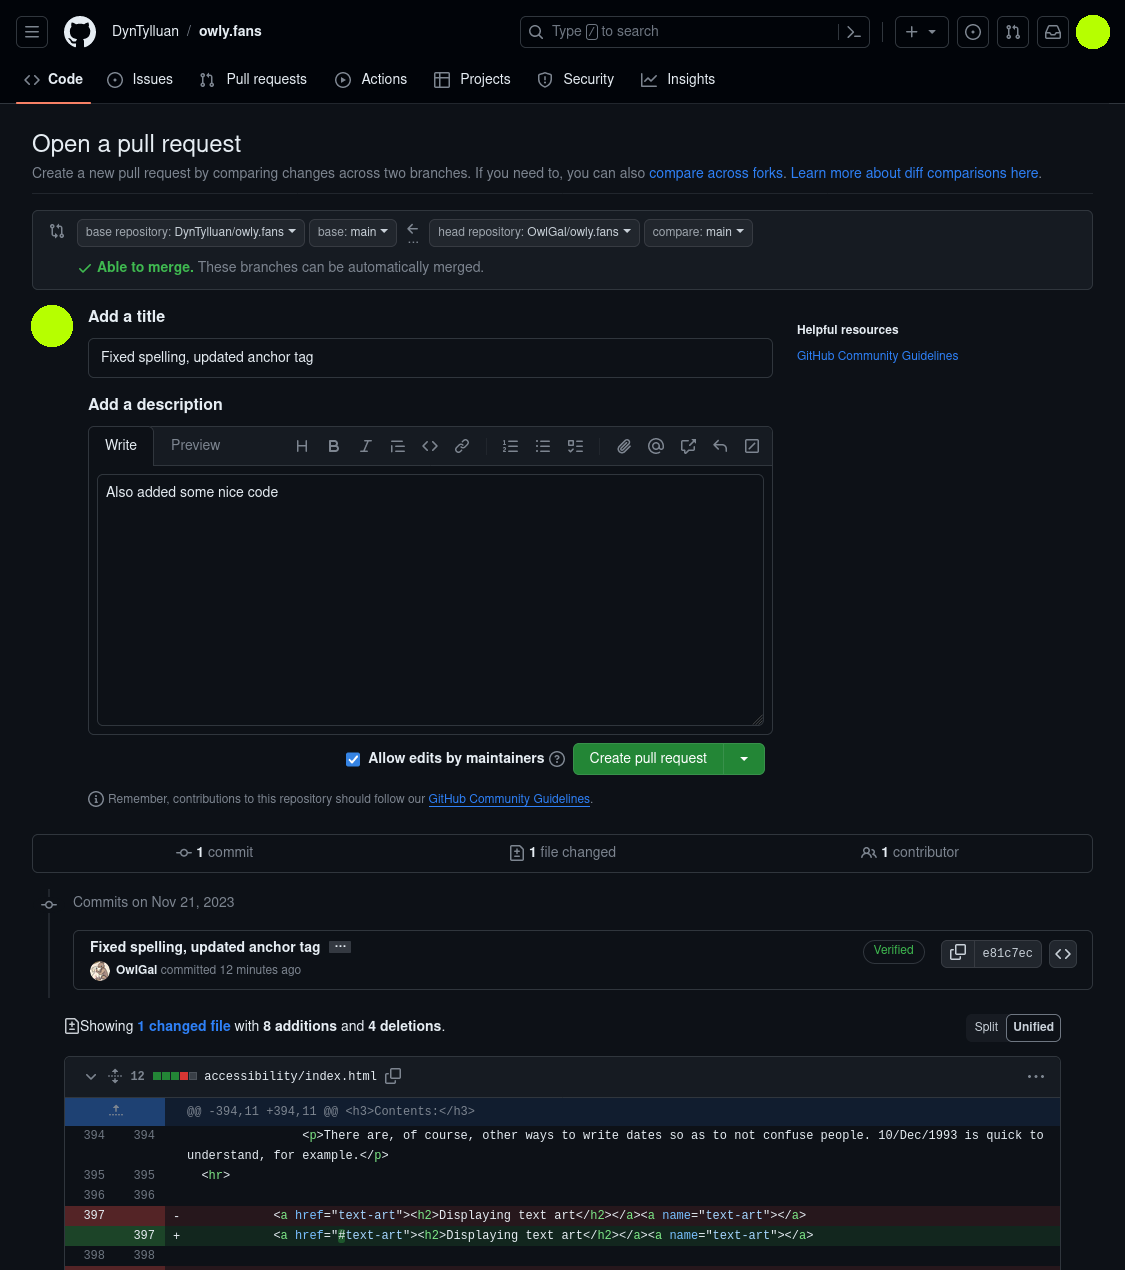 DynTylluan / owly.fans
Type / to search
Code Issues Pull requests Actions Projects Security Insights
Open a pull request
Create a new pull request by comparing changes across two branches. If you need to, you can also compare across forks. Learn more about diff comparisons here.
base repository: DynTylluan/owly.fans base: main ... head repository: OwlGal/owly.fans compare: main
Able to merge. These branches can be automatically merged.
Add a title
Fixed spelling, updated anchor tag
Helpful resources
GitHub Community Guidelines
Add a description
Write Preview
Also added some nice code
Allow edits by maintainers ? Create pull request
Remember, contributions to this repository should follow our GitHub Community Guidelines.
1 commit 1 file changed 1 contributor
Commits on Nov 21, 2023
Fixed spelling, updated anchor tag ...
OwlGal committed 12 minutes ago
Verified e81c7ec
Showing 1 changed file with 8 additions and 4 deletions.
Split Unified
12 accessibility/index.html
@@ -394,11 +394,11 @@ <h3>Contents:</h3>
394 394 <p>There are, of course, other ways to write dates so as to not confuse people. 10/Dec/1993 is quick to
understand, for example.</p>
395 395 <hr>
396 396
397 - <a href="text-art"><h2>Displaying text art</h2></a><a name="text-art"></a>
397 + <a href="#text-art"><h2>Displaying text art</h2></a><a name="text-art"></a>
398 398